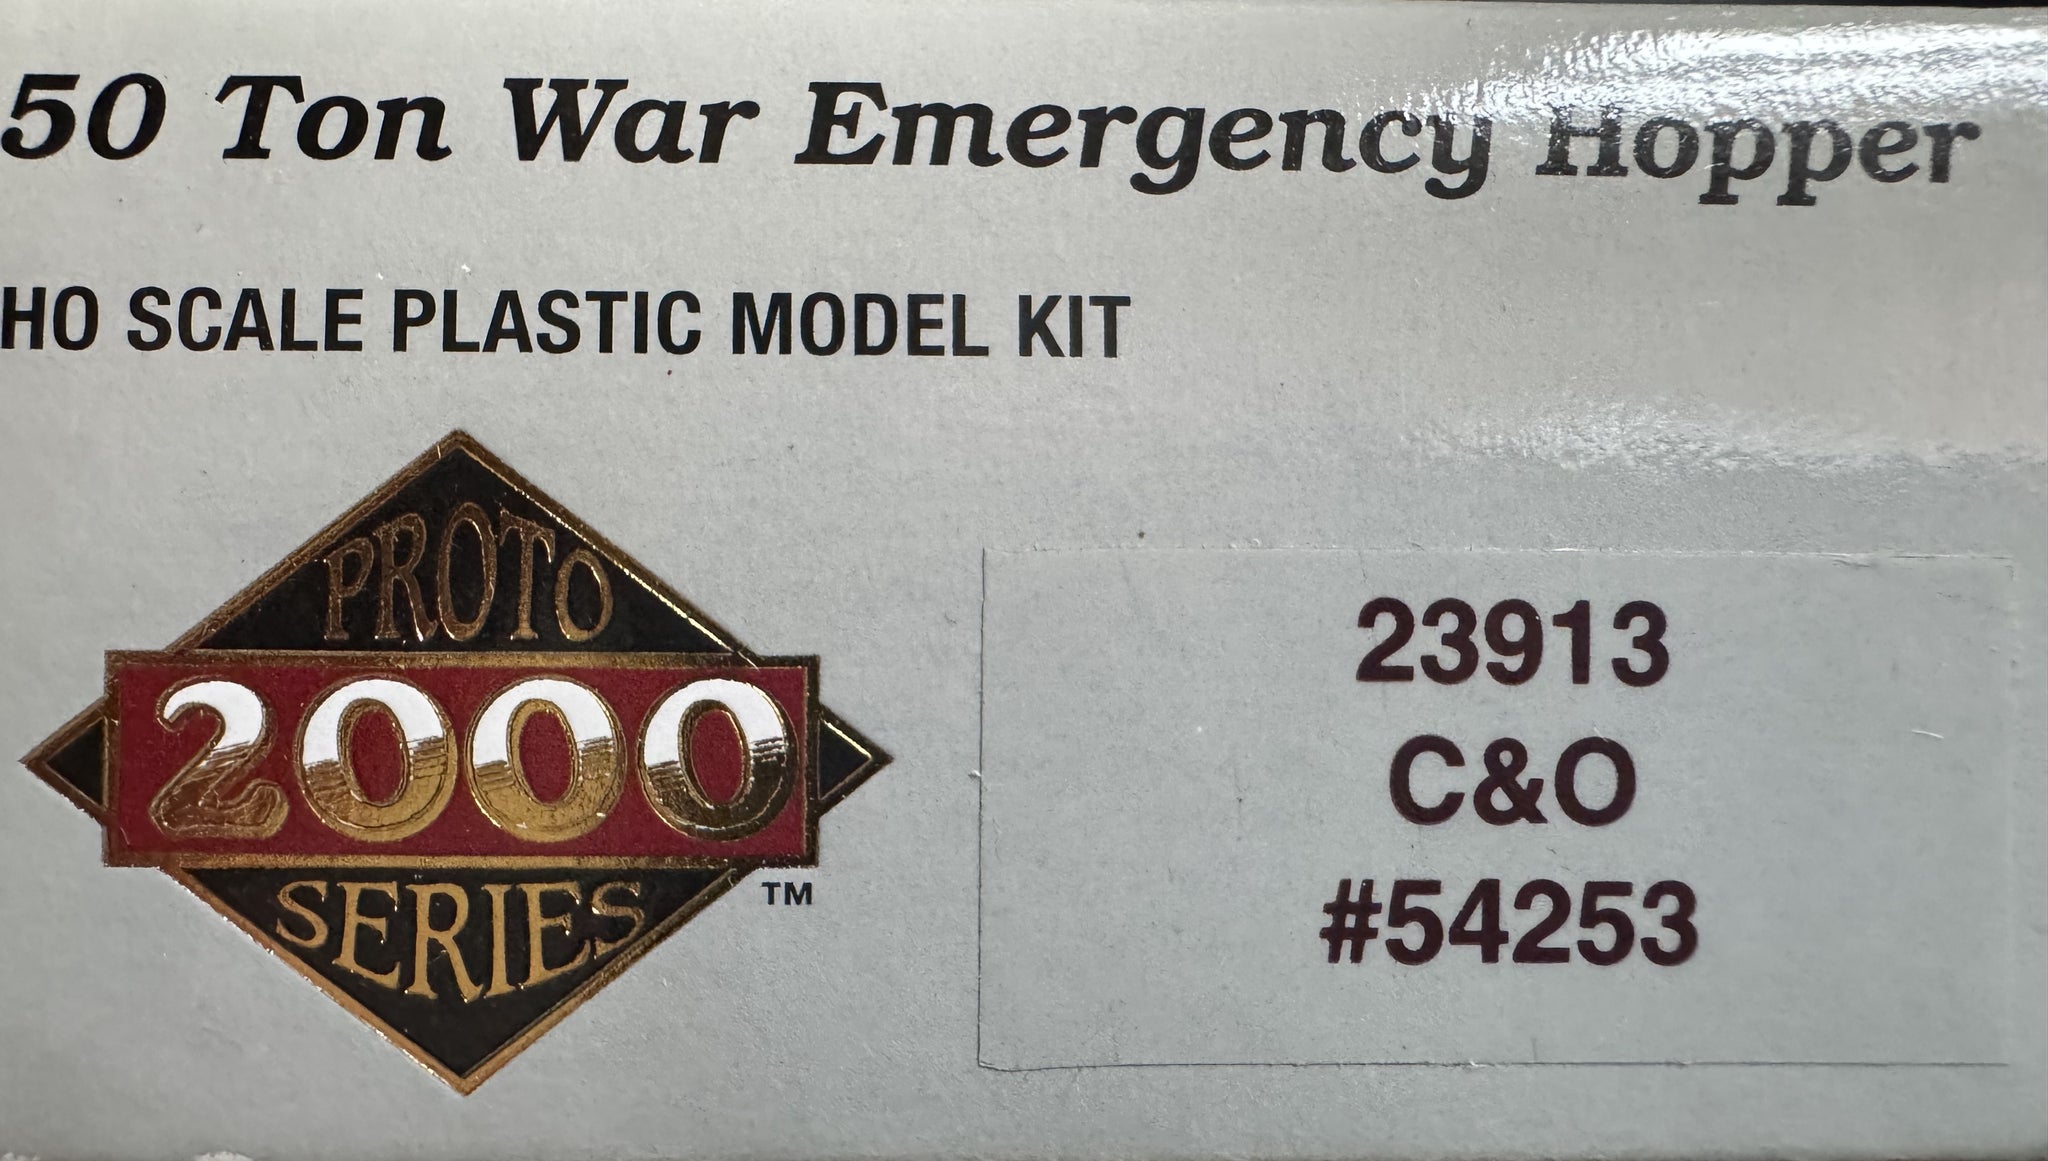 50 Ton War Emergency Hopper
HO SCALE PLASTIC MODEL KIT
PROTO
2000
SERIES
TM
23913
C&O
#54253